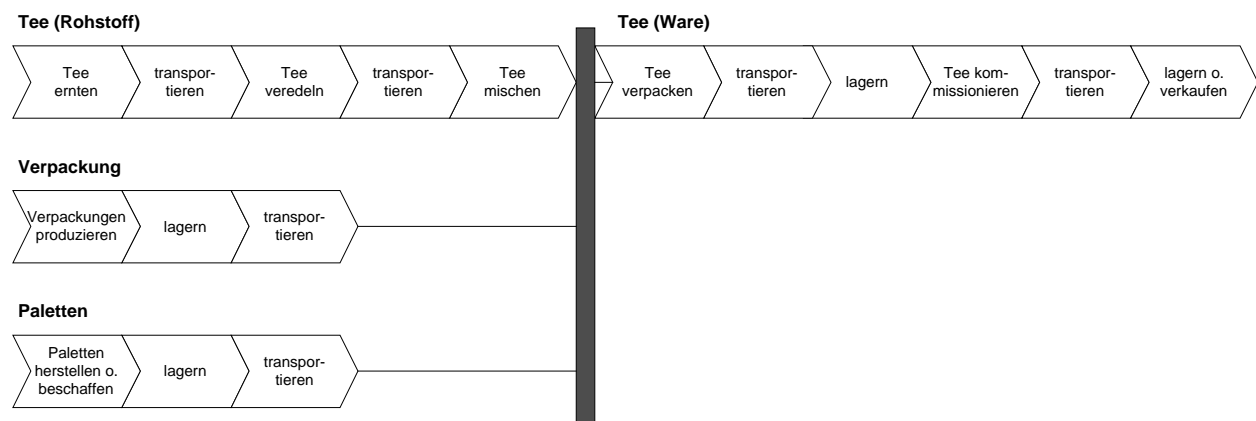 Tee (Rohstoff)
Tee (Ware)
Tee
ernten
transpor-
tieren
Tee
veredeln
transpor-
tieren
Tee
mischen
Tee
verpacken
transpor-
tieren
lagern
Tee kom-
missionieren
transpor-
tieren
lagern o.
verkaufen
Verpackung
Verpackungen
produzieren
lagern
transpor-
tieren
Paletten
Paletten
herstellen o.
beschaffen
lagern
transpor-
tieren